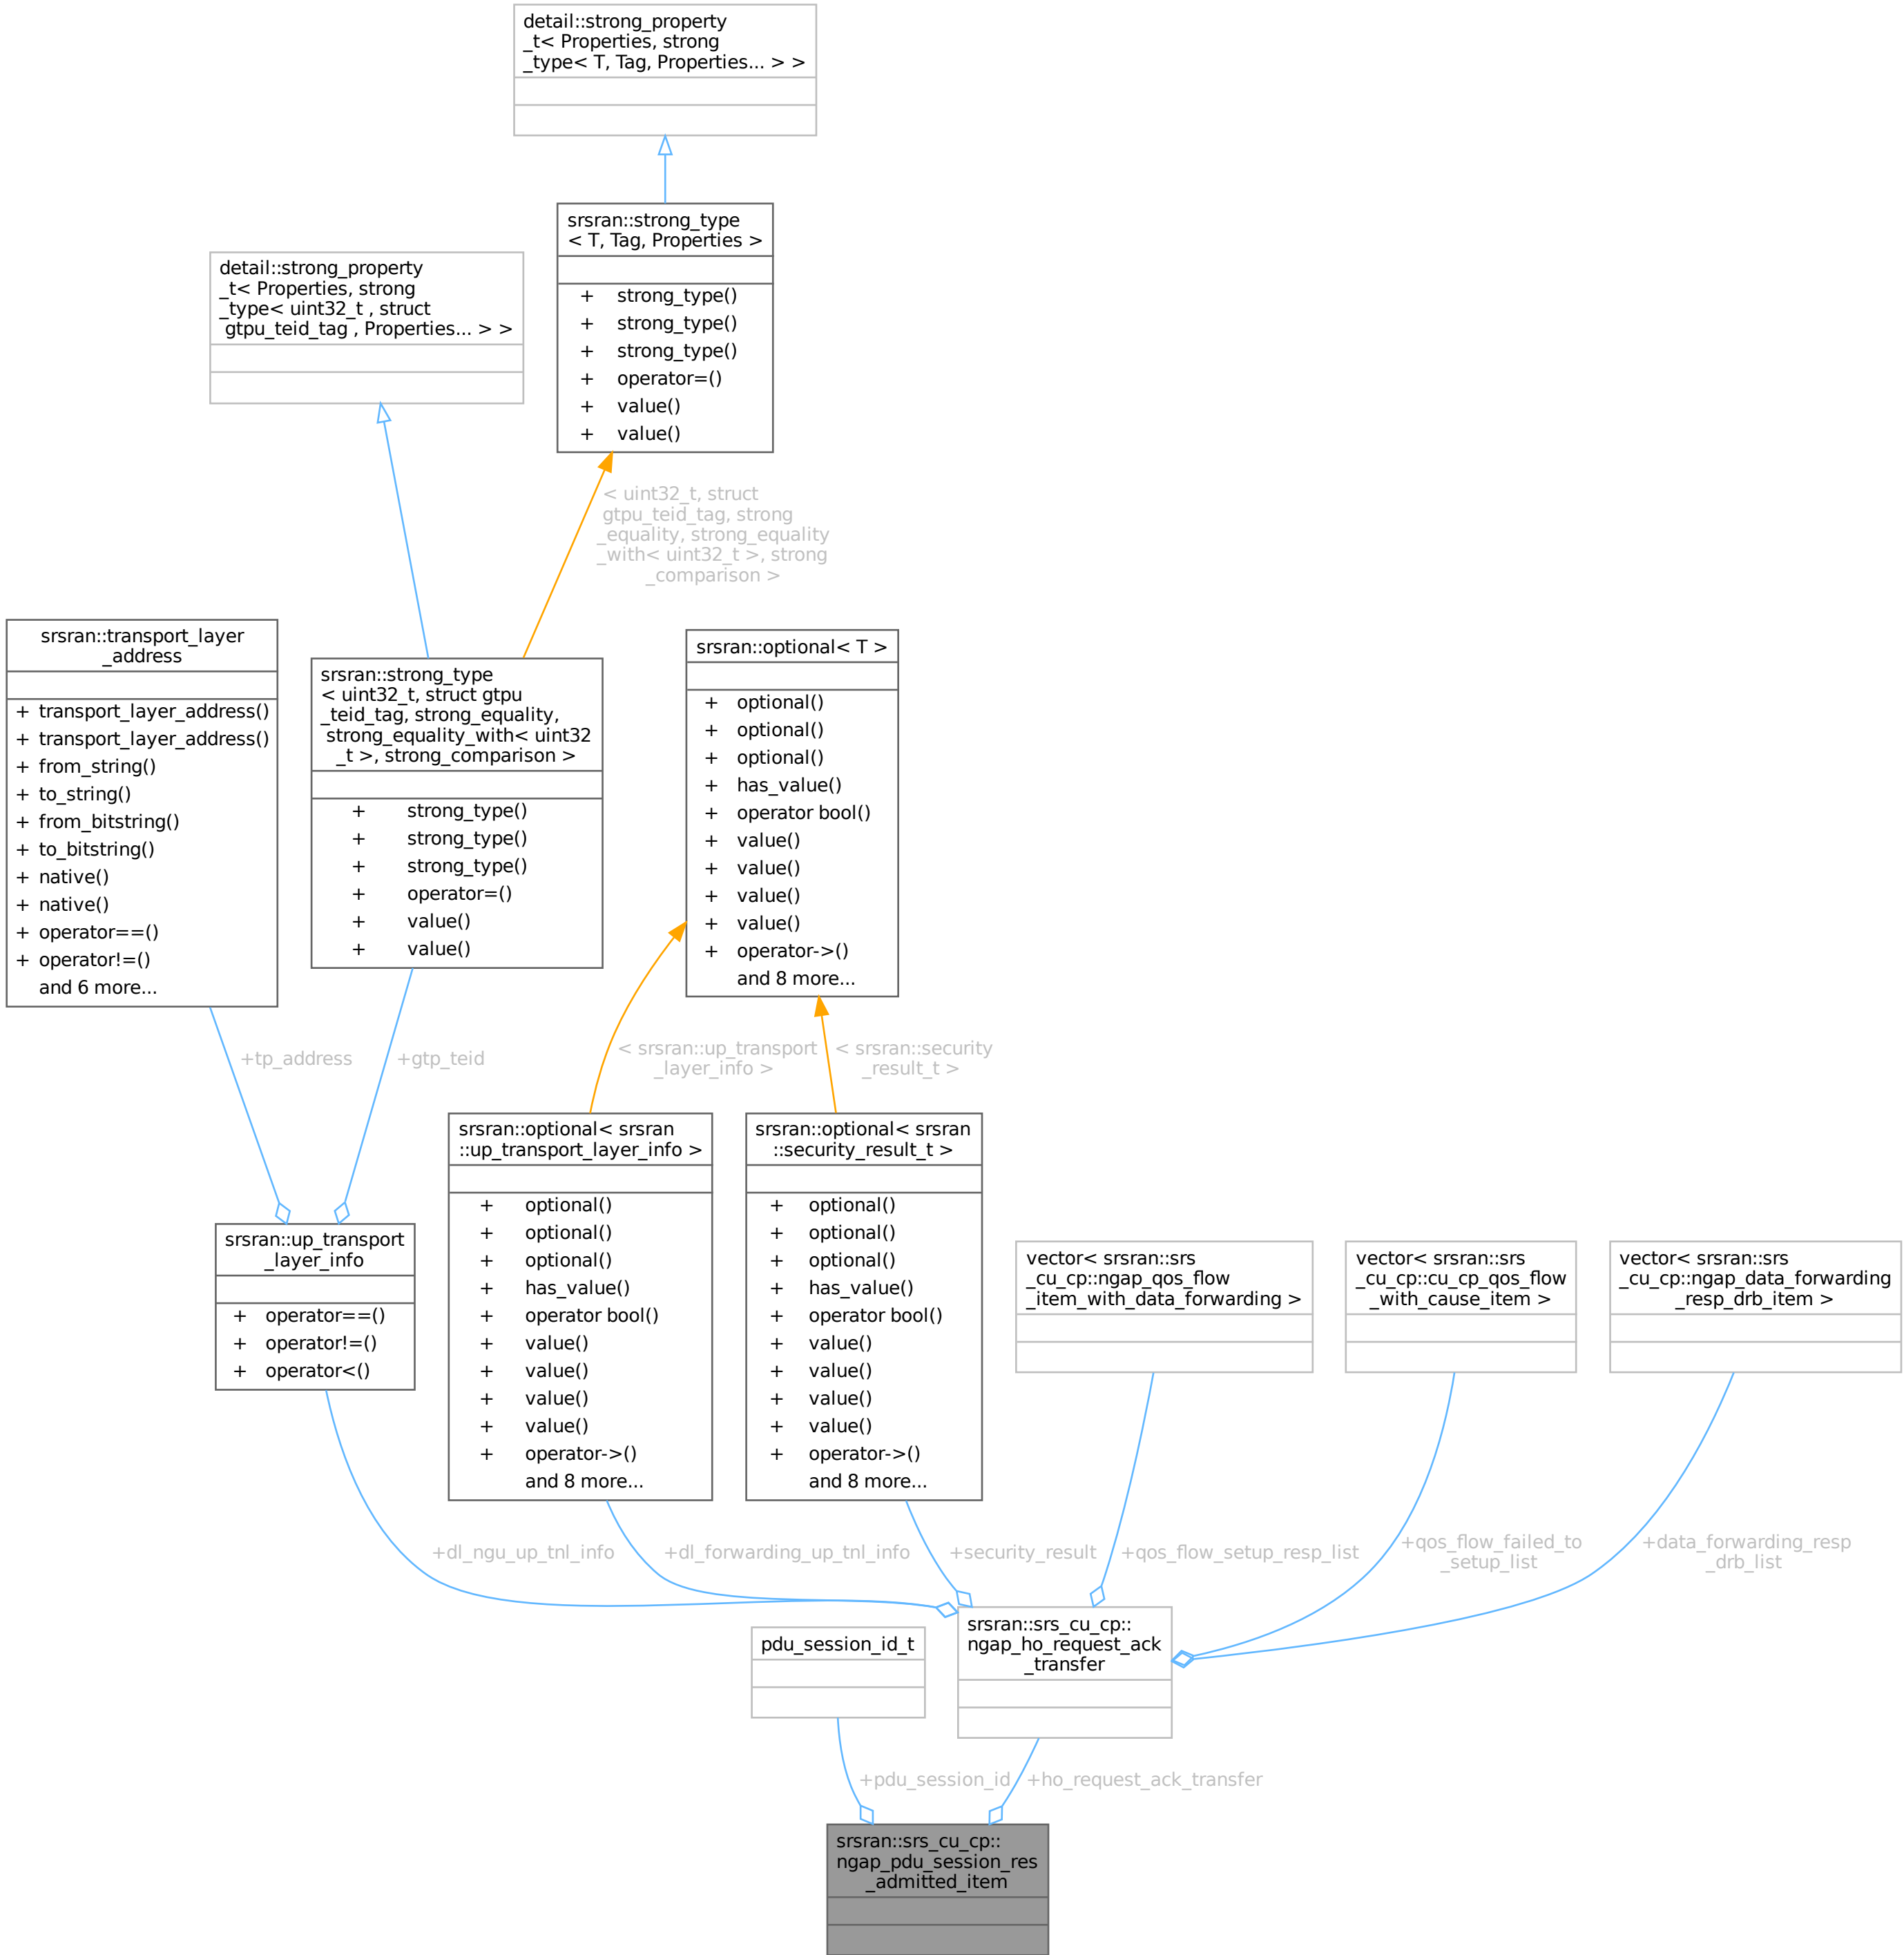 detail::strong_property
_t< Properties, strong
_type< T, Tag, Properties... > >
srsran::strong_type
< T, Tag, Properties >
+ strong_type()
+ strong_type()
+ strong_type()
+ operator=()
+ value()
+ value()
detail::strong_property
_t< Properties, strong
_type< uint32_t , struct
gtpu_teid_tag , Properties... > >
< uint32_t, struct
gtpu_teid_tag, strong
_equality, strong_equality
_with< uint32_t >, strong
_comparison >
srsran::transport_layer
_address
+ transport_layer_address()
+ transport_layer_address()
+ from_string()
+ to_string()
+ from_bitstring()
+ to_bitstring()
+ native()
+ native()
+ operator==()
+ operator!=()
and 6 more...
srsran::strong_type
< uint32_t, struct gtpu
_teid_tag, strong_equality,
strong_equality_with< uint32
_t >, strong_comparison >
+ strong_type()
+ strong_type()
+ strong_type()
+ operator=()
+ value()
+ value()
srsran::optional< T >
+ optional()
+ optional()
+ optional()
+ has_value()
+ operator bool()
+ value()
+ value()
+ value()
+ value()
+ operator->()
and 8 more...
+tp_address
+gtp_teid
< srsran::up_transport
_layer_info >
< srsran::security
_result_t >
srsran::up_transport
_layer_info
+ operator==()
+ operator!=()
+ operator<()
srsran::optional< srsran
::up_transport_layer_info >
+ optional()
+ optional()
+ optional()
+ has_value()
+ operator bool()
+ value()
+ value()
+ value()
+ value()
+ operator->()
and 8 more...
srsran::optional< srsran
::security_result_t >
+ optional()
+ optional()
+ optional()
+ has_value()
+ operator bool()
+ value()
+ value()
+ value()
+ value()
+ operator->()
and 8 more...
vector< srsran::srs
_cu_cp::ngap_qos_flow
_item_with_data_forwarding >
vector< srsran::srs
_cu_cp::cu_cp_qos_flow
_with_cause_item >
vector< srsran::srs
_cu_cp::ngap_data_forwarding
_resp_drb_item >
+dl_ngu_up_tnl_info
+dl_forwarding_up_tnl_info
+security_result
+qos_flow_setup_resp_list
+qos_flow_failed_to
_setup_list
+data_forwarding_resp
_drb_list
pdu_session_id_t
srsran::srs_cu_cp::
ngap_ho_request_ack
_transfer
+pdu_session_id
+ho_request_ack_transfer
srsran::srs_cu_cp::
ngap_pdu_session_res
_admitted_item